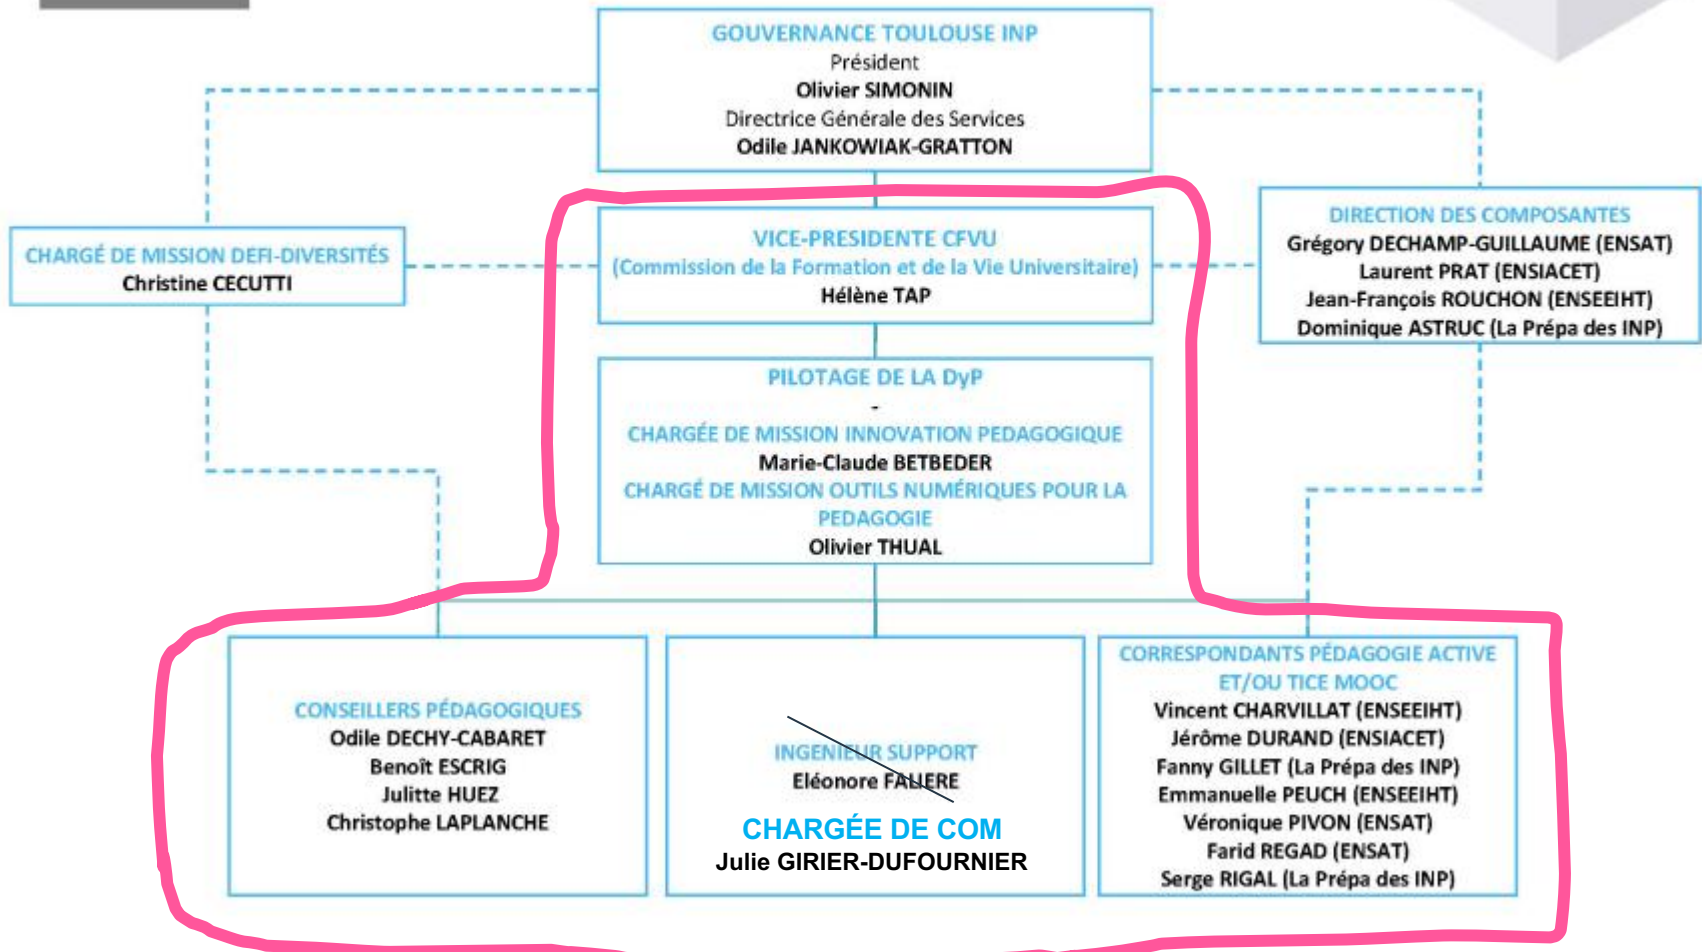 GOUVERNANCE TOULOUSE INP
Président
Olivier SIMONIN
Directrice Générale des Services
Odile JANKOWIAK-GRATTON
CHARGÉ DE MISSION DEFI-DIVERSITÉS
Christine CECUTTI
VICE-PRESIDENTE CFVU
(Commission de la Formation et de la Vie Universitaire)
Hélène TAP
DIRECTION DES COMPOSANTES
Grégory DECHAMP-GUILLAUME (ENSAT)
Laurent PRAT (ENSIACET)
Jean-François ROUCHON (ENSEEIHT)
Dominique ASTRUC (La Prépa des INP)
PILOTAGE DE LA DyP
-
CHARGÉE DE MISSION INNOVATION PEDAGOGIQUE
Marie-Claude BETBEDER
CHARGÉ DE MISSION OUTILS NUMÉRIQUES POUR LA
PEDAGOGIE
Olivier THUAL
CONSEILLERS PÉDAGOGIQUES
Odile DECHY-CABARET
Benoît ESCRIG
Julitte HUEZ
Christophe LAPLANCHE
INGENIEUR SUPPORT
Eléonore FALIERE
CHARGÉE DE COM
Julie GIRIER-DUFOURNIER
CORRESPONDANTS PÉDAGOGIE ACTIVE
ET/OU TICE MOOC
Vincent CHARVILLAT (ENSEEIHT)
Jérôme DURAND (ENSIACET)
Fanny GILLET (La Prépa des INP)
Emmanuelle PEUCH (ENSEEIHT)
Véronique PIVON (ENSAT)
Farid REGAD (ENSAT)
Serge RIGAL (La Prépa des INP)